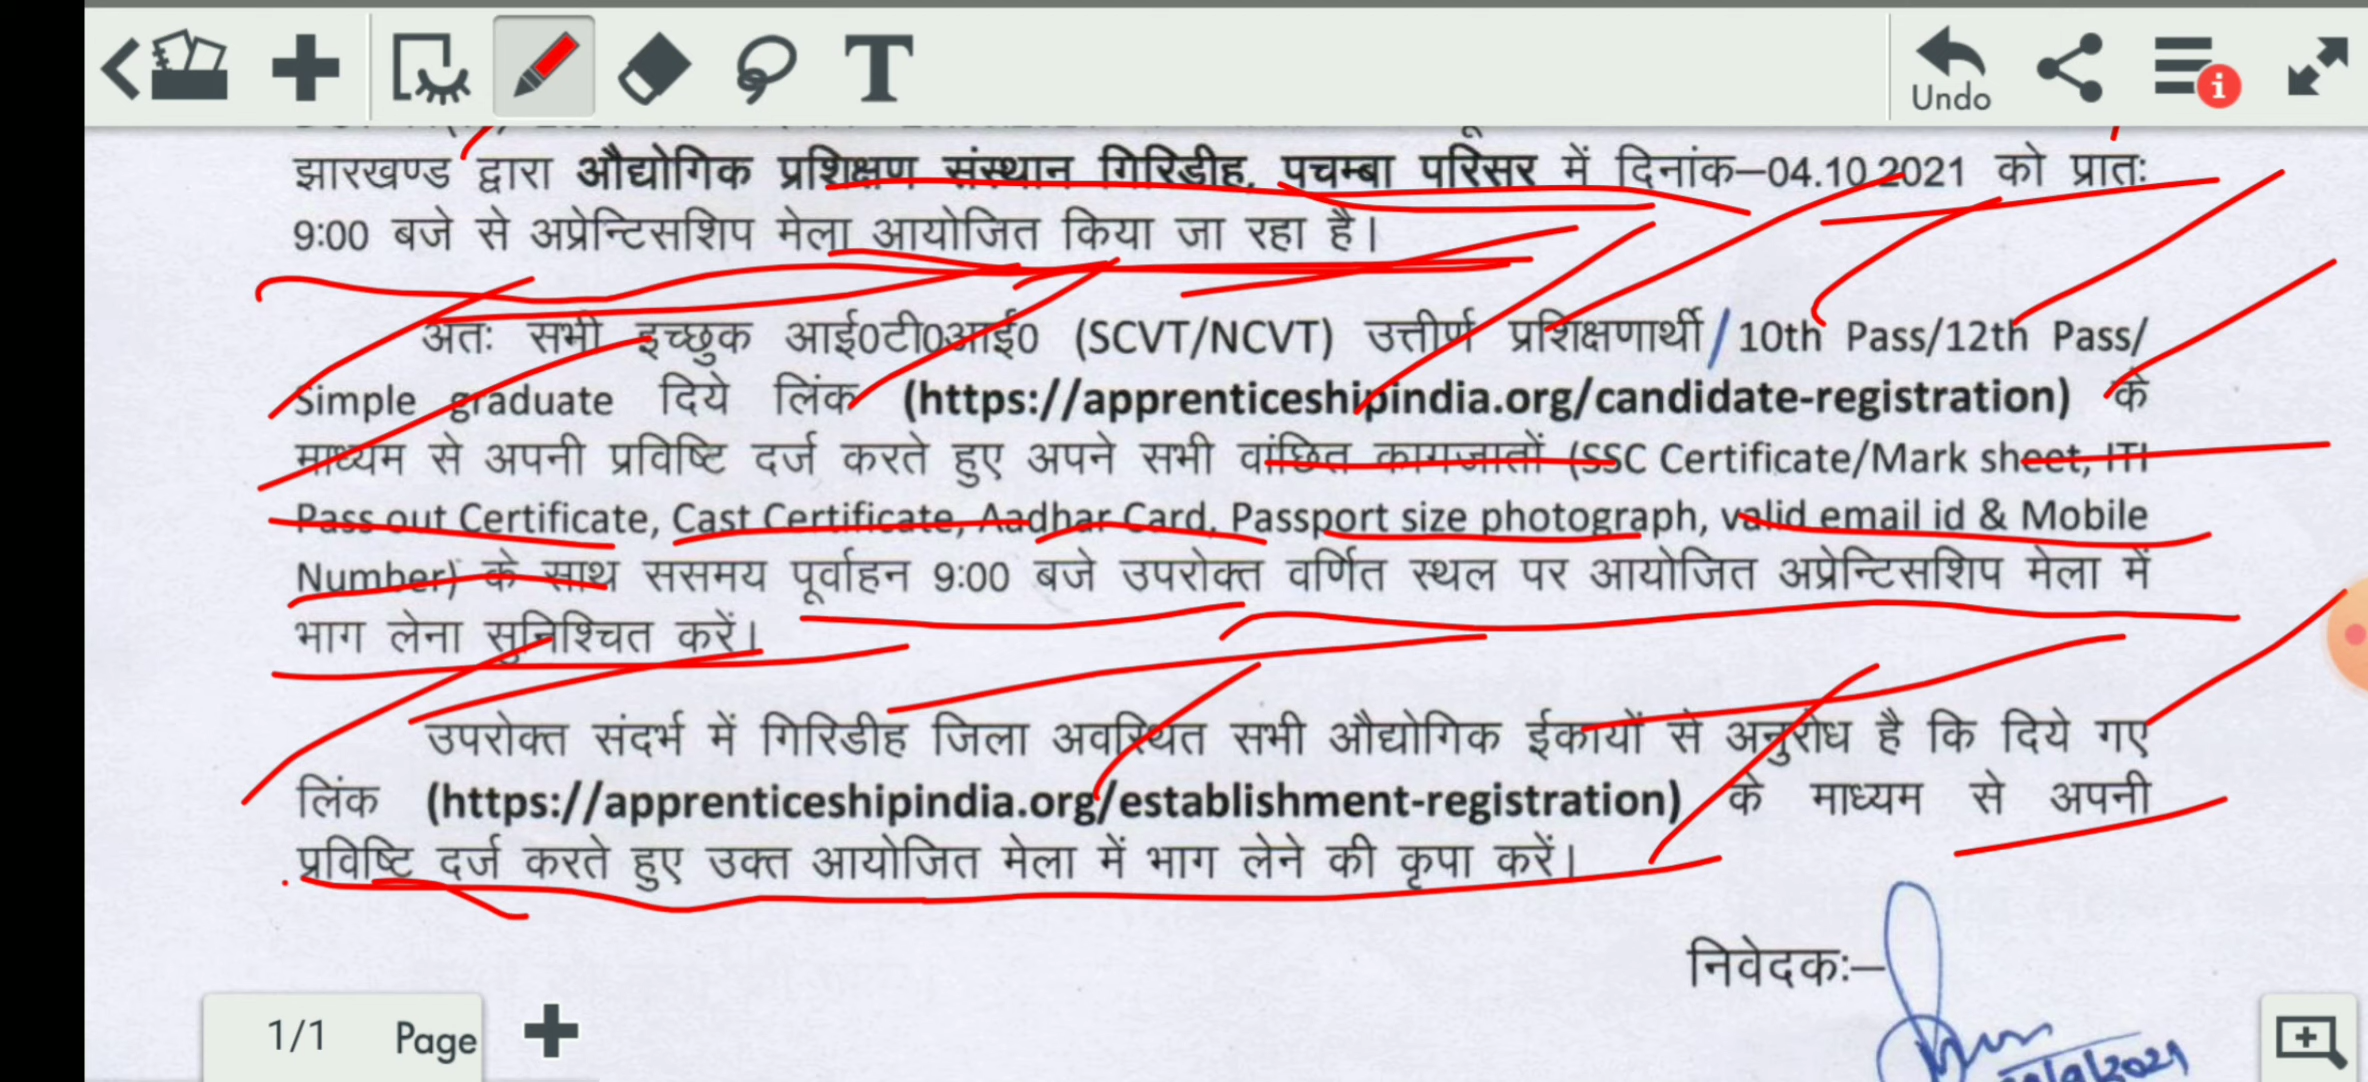 Undo
झारखण्ड द्वारा औद्योगिक प्रशिक्षण संस्थान गिरिडीह, पचम्बा परिसर में दिनांक–04.10.2021 को प्रातः
9:00 बजे से अप्रेन्टिसशिप मेला आयोजित किया जा रहा है।
अतः सभी इच्छुक आई0टी0आई0 (SCVT/NCVT) उत्तीर्ण प्रशिक्षणार्थी/10th Pass/12th Pass/
Simple graduate दिये लिंक (https://apprenticeshipindia.org/candidate-registration) के
माध्यम से अपनी प्रविष्टि दर्ज करते हुए अपने सभी वांछित कागजातों (SSC Certificate/Mark sheet, ITI
Pass out Certificate, Cast Certificate, Aadhar Card, Passport size photograph, valid email id & Mobile
Number) के साथ ससमय पूर्वाहन 9:00 बजे उपरोक्त वर्णित स्थल पर आयोजित अप्रेन्टिसशिप मेला में
भाग लेना सुनिश्चित करें।
उपरोक्त संदर्भ में गिरिडीह जिला अवस्थित सभी औद्योगिक ईकायों से अनुरोध है कि दिये गए
लिंक (https://apprenticeshipindia.org/establishment-registration) के माध्यम से अपनी
प्रविष्टि दर्ज करते हुए उक्त आयोजित मेला में भाग लेने की कृपा करें।
निवेदकः–
1/1 Page